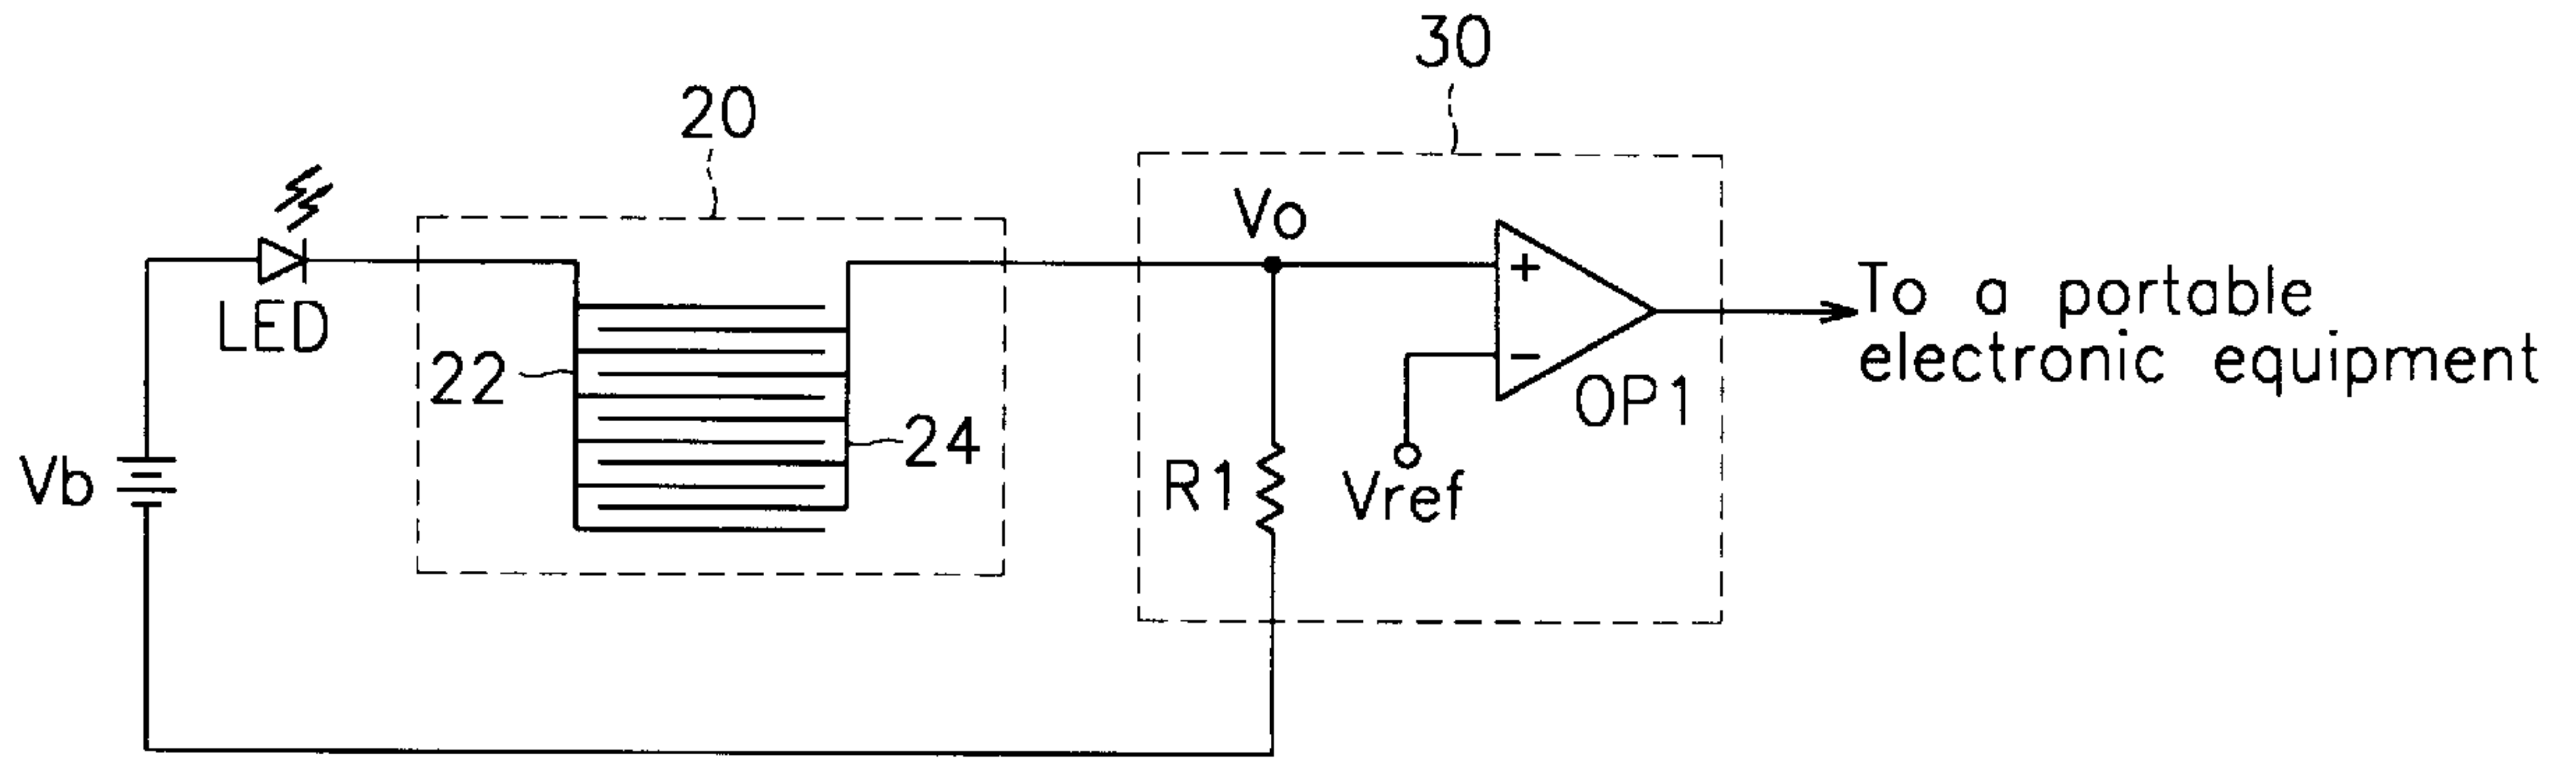 30
20
Vo
LED
22
24
Vb
R1
Vref
OP1
To a portable
electronic equipment